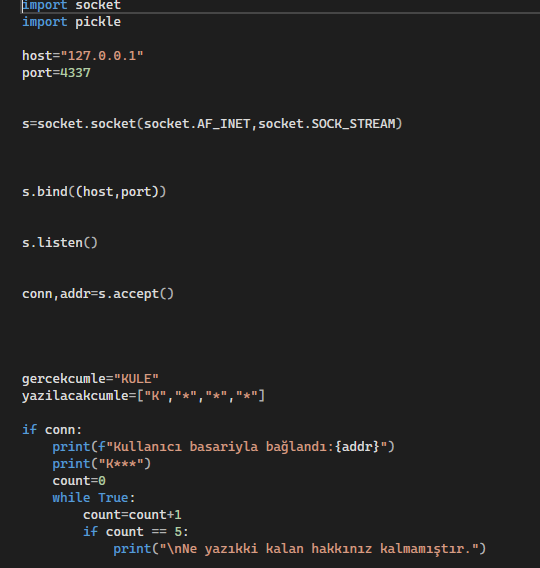 import socket
import pickle
host="127.0.0.1"
port=4337
s=socket.socket(socket.AF_INET,socket.SOCK_STREAM)
s.bind((host,port))
s.listen()
conn,addr=s.accept()
gercekcumle="KULE"
yazilacakcumle=["K","*","*","*"]
if conn:
    print(f"Kullanıcı basariyla bağlandı:{addr}")
    print("K***")
    count=0
    while True:
        count=count+1
        if count == 5:
            print("\nNe yazıkki kalan hakkınız kalmamıştır.")